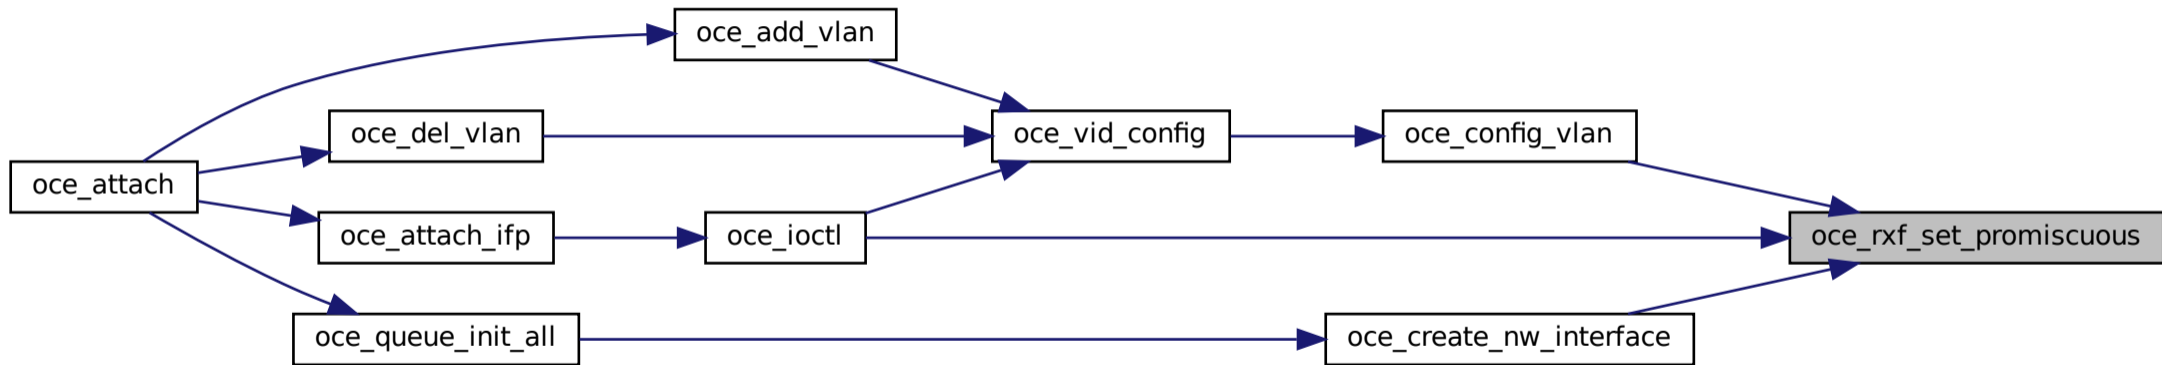 oce_add_vlan
oce_del_vlan
oce_vid_config
oce_config_vlan
oce_attach
oce_attach_ifp
oce_ioctl
oce_rxf_set_promiscuous
oce_queue_init_all
oce_create_nw_interface